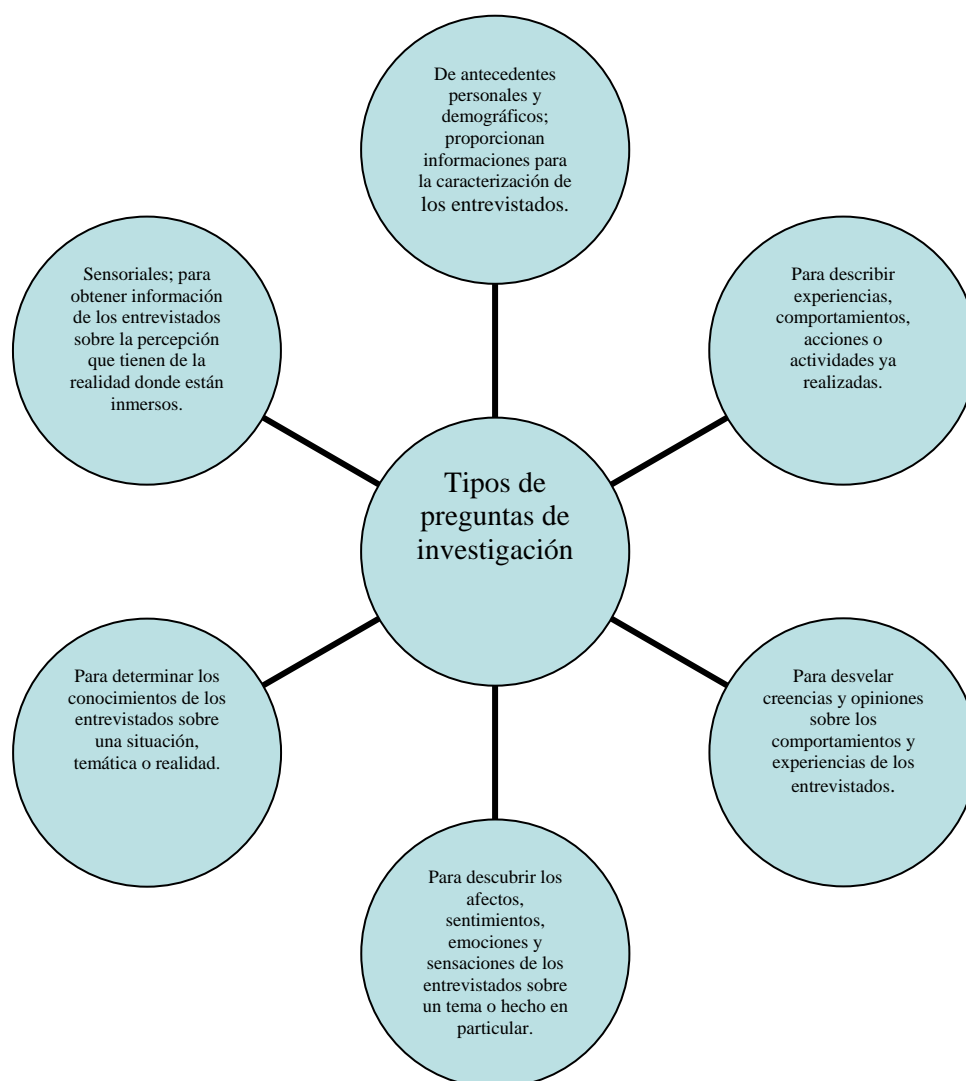 De antecedentes
personales y
demográficos;
proporcionan
informaciones para
la caracterización de
los entrevistados.
Sensoriales; para
obtener información
de los entrevistados
sobre la percepción
que tienen de la
realidad donde están
inmersos.
Para describir
experiencias,
comportamientos,
acciones o
actividades ya
realizadas.
Tipos de
preguntas de
investigación
Para determinar los
conocimientos de los
entrevistados sobre
una situación,
temática o realidad.
Para desvelar
creencias y opiniones
sobre los
comportamientos y
experiencias de los
entrevistados.
Para descubrir los
afectos,
sentimientos,
emociones y
sensaciones de los
entrevistados sobre
un tema o hecho en
particular.